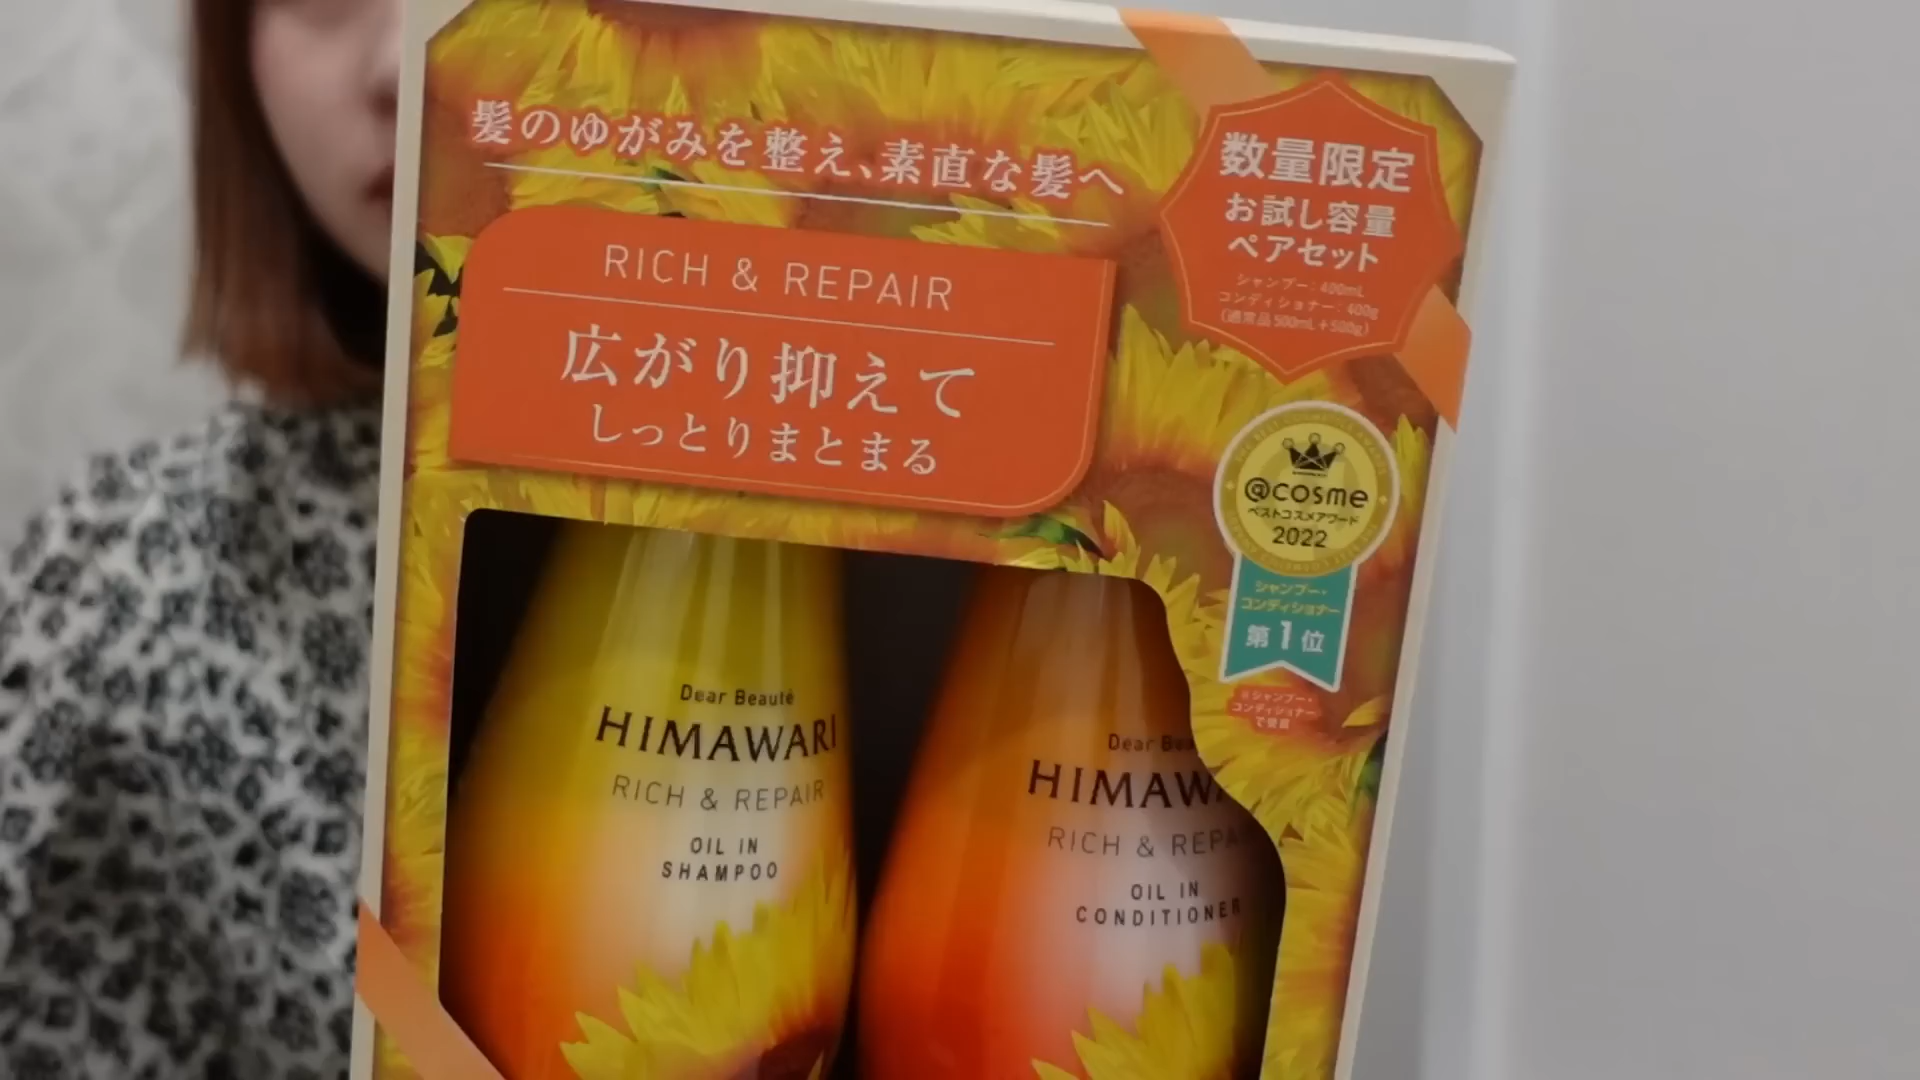 髪のゆがみを整え、素直な髪へ
RICH & REPAIR
広がり抑えて
しっとりまとまる
数量限定
お試し容量
ペアセット
シャンプー:400mL
コンディショナー:400g
(通常品 500mL+500g)
@cosme
ベストコスメアワード
2022
シャンプー・
コンディショナー
第1位
※シャンプー・
コンディショナー
で受賞
Dear Beauté
HIMAWARI
RICH & REPAIR
OIL IN
SHAMPOO
Dear Bea
HIMAWA
RICH & REPA
OIL IN
CONDITIONER